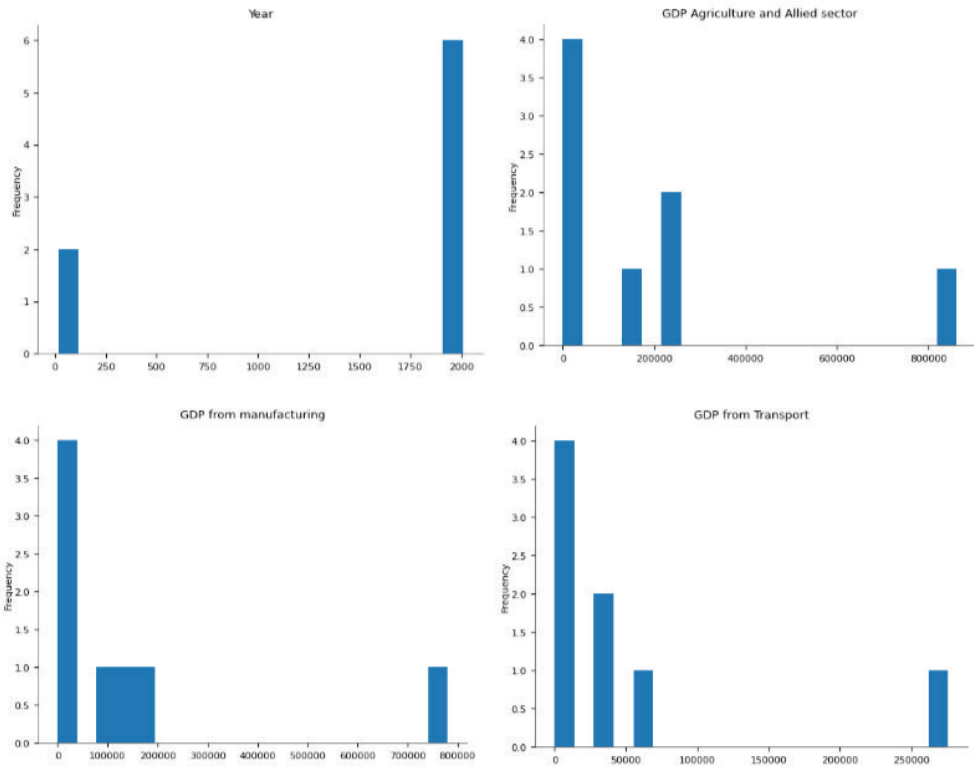 Year
6
5
4
3
2
1
0
Frequency
0 250 500 750 1000 1250 1500 1750 2000
GDP Agriculture and Allied sector
4.0
3.5
3.0
2.5
2.0
1.5
1.0
0.5
0.0
Frequency
0 200000 400000 600000 800000
GDP from manufacturing
4.0
3.5
3.0
2.5
2.0
1.5
1.0
0.5
0.0
Frequency
0 100000 200000 300000 400000 500000 600000 700000 800000
GDP from Transport
4.0
3.5
3.0
2.5
2.0
1.5
1.0
0.5
0.0
Frequency
0 50000 100000 150000 200000 250000